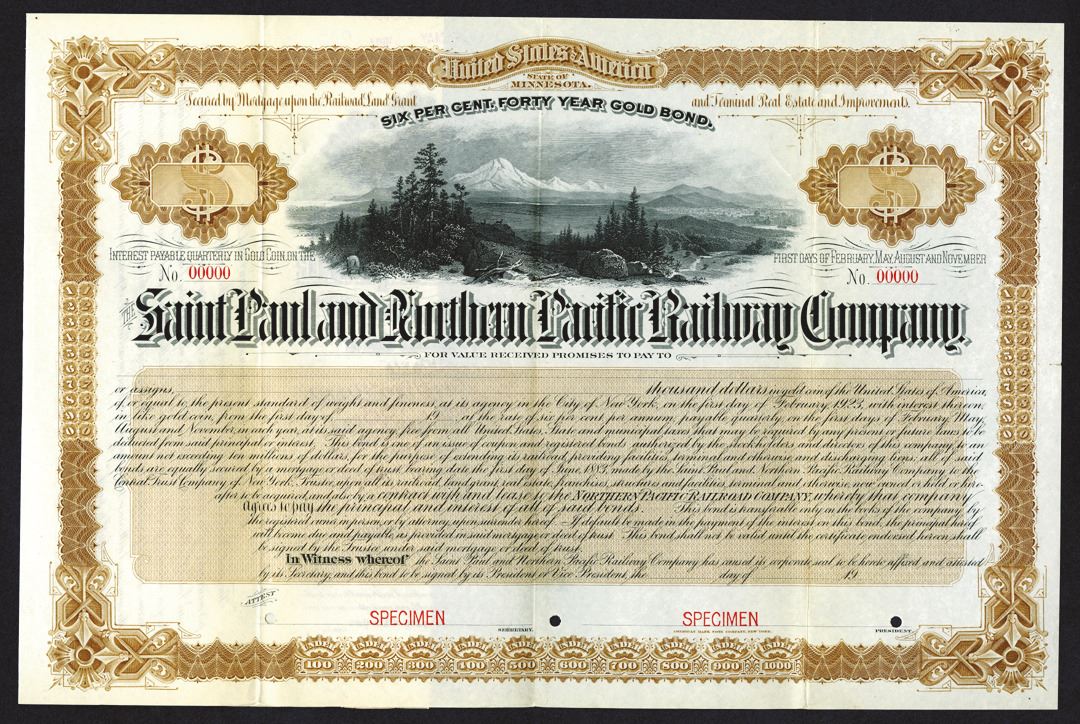 United States of America
STATE OF
MINNESOTA.
Secured by Mortgage upon the Railroad, Land Grant and Terminal Real Estate and Improvements.
SIX PER CENT. FORTY YEAR GOLD BOND.
$ $
INTEREST PAYABLE QUARTERLY IN GOLD COIN, ON THE FIRST DAYS OF FEBRUARY, MAY, AUGUST AND NOVEMBER
No. 00000 No. 00000
THE Saint Paul and Northern Pacific Railway Company.
FOR VALUE RECEIVED PROMISES TO PAY TO
or assigns, thousand dollars in gold coin of the United States of America,
of, or equal to, the present standard of weight and fineness, at its agency in the City of New York, on the first day of February, 1923, with interest thereon,
in like gold coin, from the first day of 19 at the rate of six per cent per annum, payable quarterly, on the first days of February, May,
August and November, in each year, at its said agency, free from all United States, State and municipal taxes that may be required by any present or future laws to be
deducted from said principal or interest. This bond is one of an issue of coupon and registered bonds authorized by the stockholders and directors of this company to an
amount not exceeding ten millions of dollars, for the purpose of extending its railroad, providing facilities, terminal and otherwise, and discharging liens, all of said
bonds are equally secured by a mortgage or deed of trust bearing date the first day of June, 1883, made by the Saint Paul and Northern Pacific Railway Company to the
Central Trust Company of New York, Trustee, upon all its railroad, land grant, real estate, franchises, structures and facilities, terminal and otherwise, now owned or held or here-
after to be acquired, and also by a contract with and lease to the NORTHERN PACIFIC RAILROAD COMPANY, whereby that company
agrees to pay the principal and interest of all of said bonds. This bond is transferable only on the books of the company by
the registered owner in person, or by attorney, upon surrender hereof. If default be made in the payment of the interest on this bond, the principal hereof
will become due and payable, as provided in said mortgage or deed of trust. This bond shall not be valid until the certificate endorsed hereon shall
be signed by the Trustee under said mortgage or deed of trust.
In Witness whereof the Saint Paul and Northern Pacific Railway Company has caused its corporate seal to be hereto affixed and attested
by its Secretary, and this bond to be signed by its President or Vice President, the day of 19
ATTEST
SPECIMEN SPECIMEN
SECRETARY. AMERICAN BANK NOTE COMPANY, NEW YORK. PRESIDENT.
100 200 300 400 500 600 700 800 900 1000